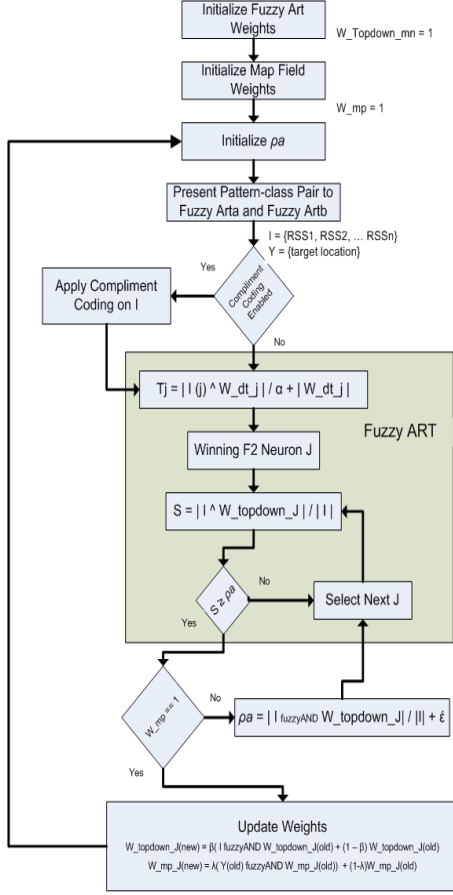 Initialize Fuzzy Art
Weights
W_Topdown_mn = 1
Initialize Map Field
Weights
W_mp = 1
Initialize ρa
Present Pattern-class Pair to
Fuzzy Arta and Fuzzy Artb
I = {RSS1, RSS2, ... RSSn}
Y = {target location}
Yes
Compliment
Coding
Enabled
Apply Compliment
Coding on I
No
Tj = | I (j) ^ W_dt_j | / α + | W_dt_j |
Fuzzy ART
Winning F2 Neuron J
S = | I ^ W_topdown_J | / | I |
S ≥ ρa
No
Select Next J
Yes
W_mp == 1
No
ρa = | I fuzzyAND W_topdown_J| / |I| + έ
Yes
Update Weights
W_topdown_J(new) = β( I fuzzyAND W_topdown_J(old) + (1 – β) W_topdown_J(old)
W_mp_J(new) = λ( Y(old) fuzzyAND W_mp_J(old)) + (1-λ)W_mp_J(old)